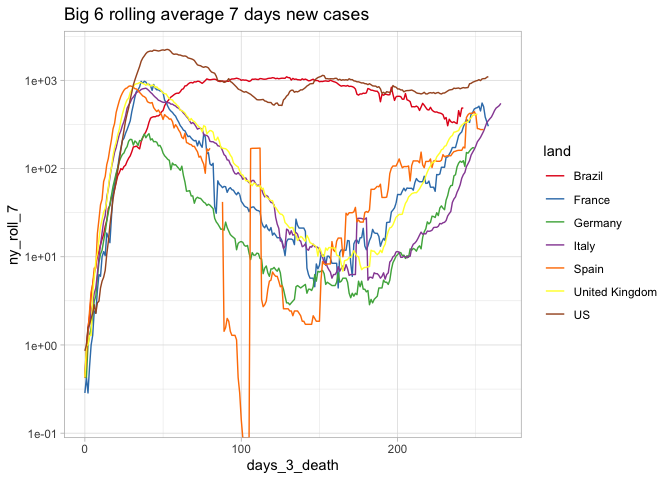 Big 6 rolling average 7 days new cases
ny_roll_7
1e+03
1e+02
1e+01
1e+00
1e-01
0
100
200
days_3_death
land
Brazil
France
Germany
Italy
Spain
United Kingdom
US